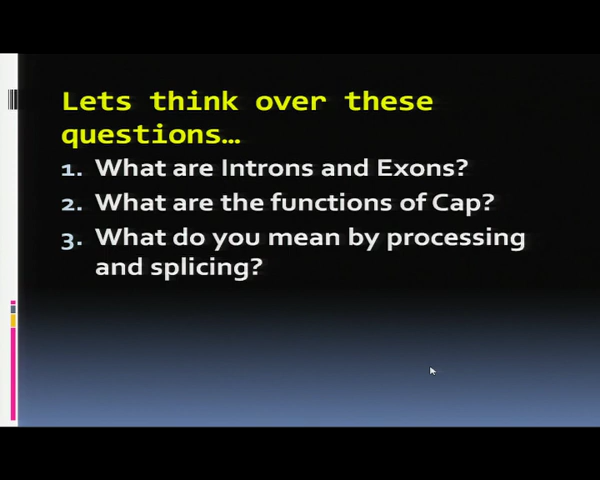 Lets think over these
questions…
1. What are Introns and Exons?
2. What are the functions of Cap?
3. What do you mean by processing
and splicing?